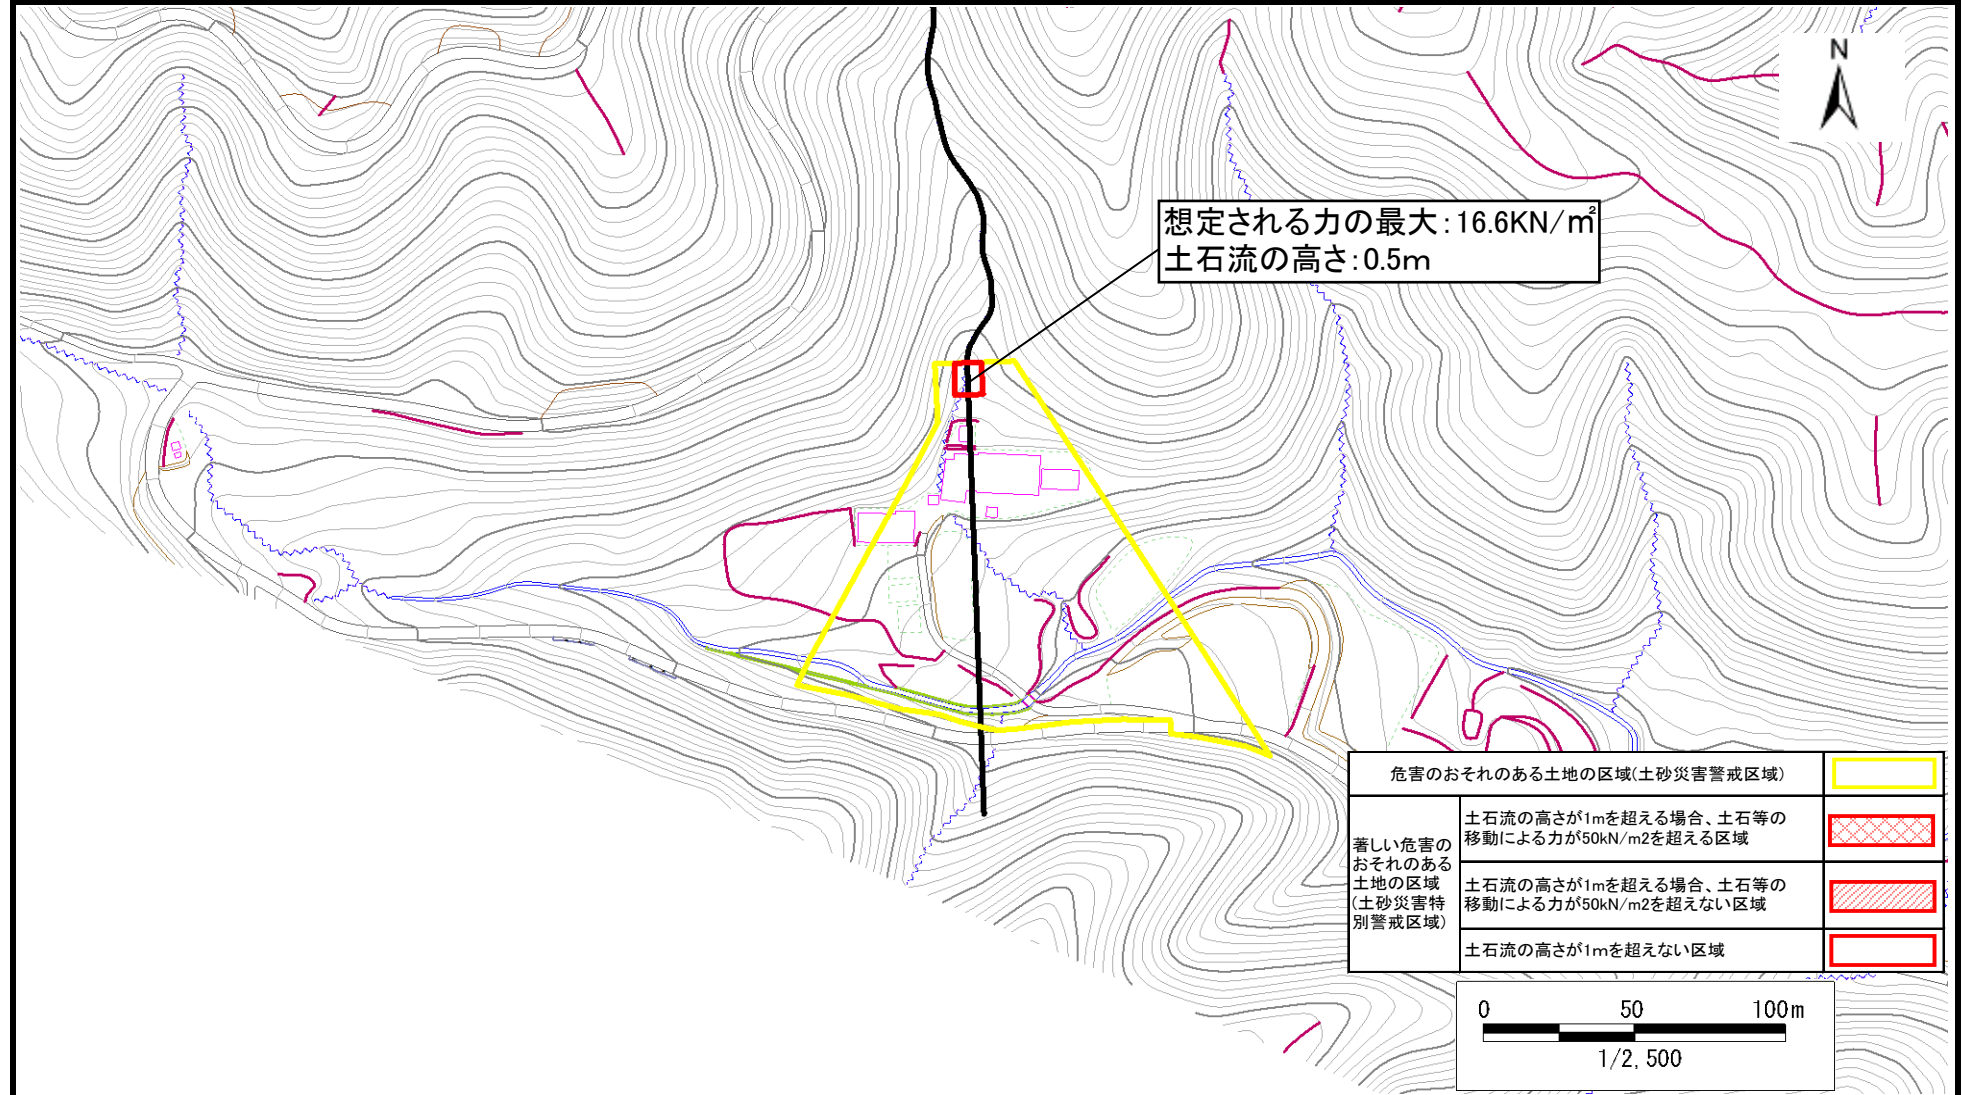 N
想定される力の最大:16.6KN/㎡
土石流の高さ:0.5m
危害のおそれのある土地の区域(土砂災害警戒区域)
著しい危害の
おそれのある
土地の区域
(土砂災害特
別警戒区域)
土石流の高さが1mを超える場合、土石等の
移動による力が50kN/m2を超える区域
土石流の高さが1mを超える場合、土石等の
移動による力が50kN/m2を超えない区域
土石流の高さが1mを超えない区域
0 50 100m
1/2,500